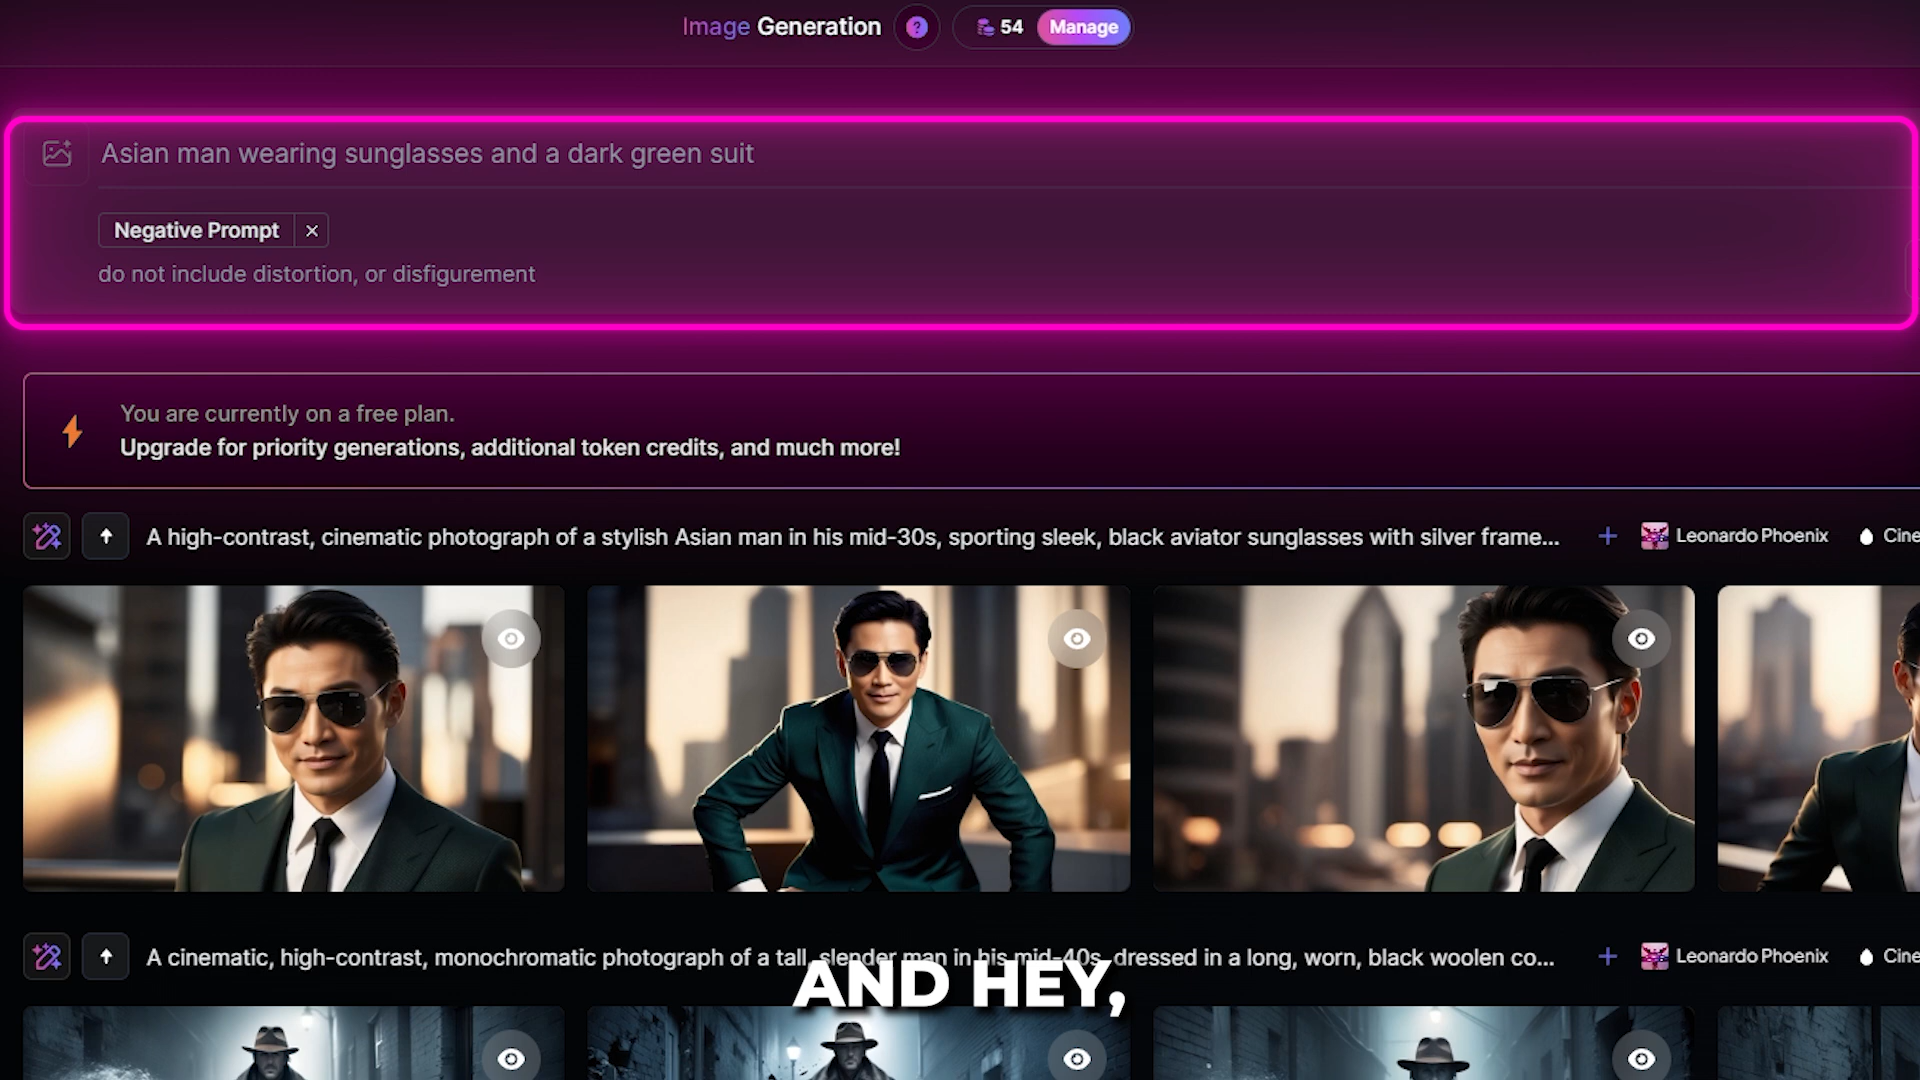 Image Generation ? 54 Manage
Asian man wearing sunglasses and a dark green suit
Negative Prompt ×
do not include distortion, or disfigurement
You are currently on a free plan.
Upgrade for priority generations, additional token credits, and much more!
A high-contrast, cinematic photograph of a stylish Asian man in his mid-30s, sporting sleek, black aviator sunglasses with silver frame... + Leonardo Phoenix Cine
A cinematic, high-contrast, monochromatic photograph of a tall, slender man in his mid-40s, dressed in a long, worn, black woolen co... + Leonardo Phoenix Cine
AND HEY,